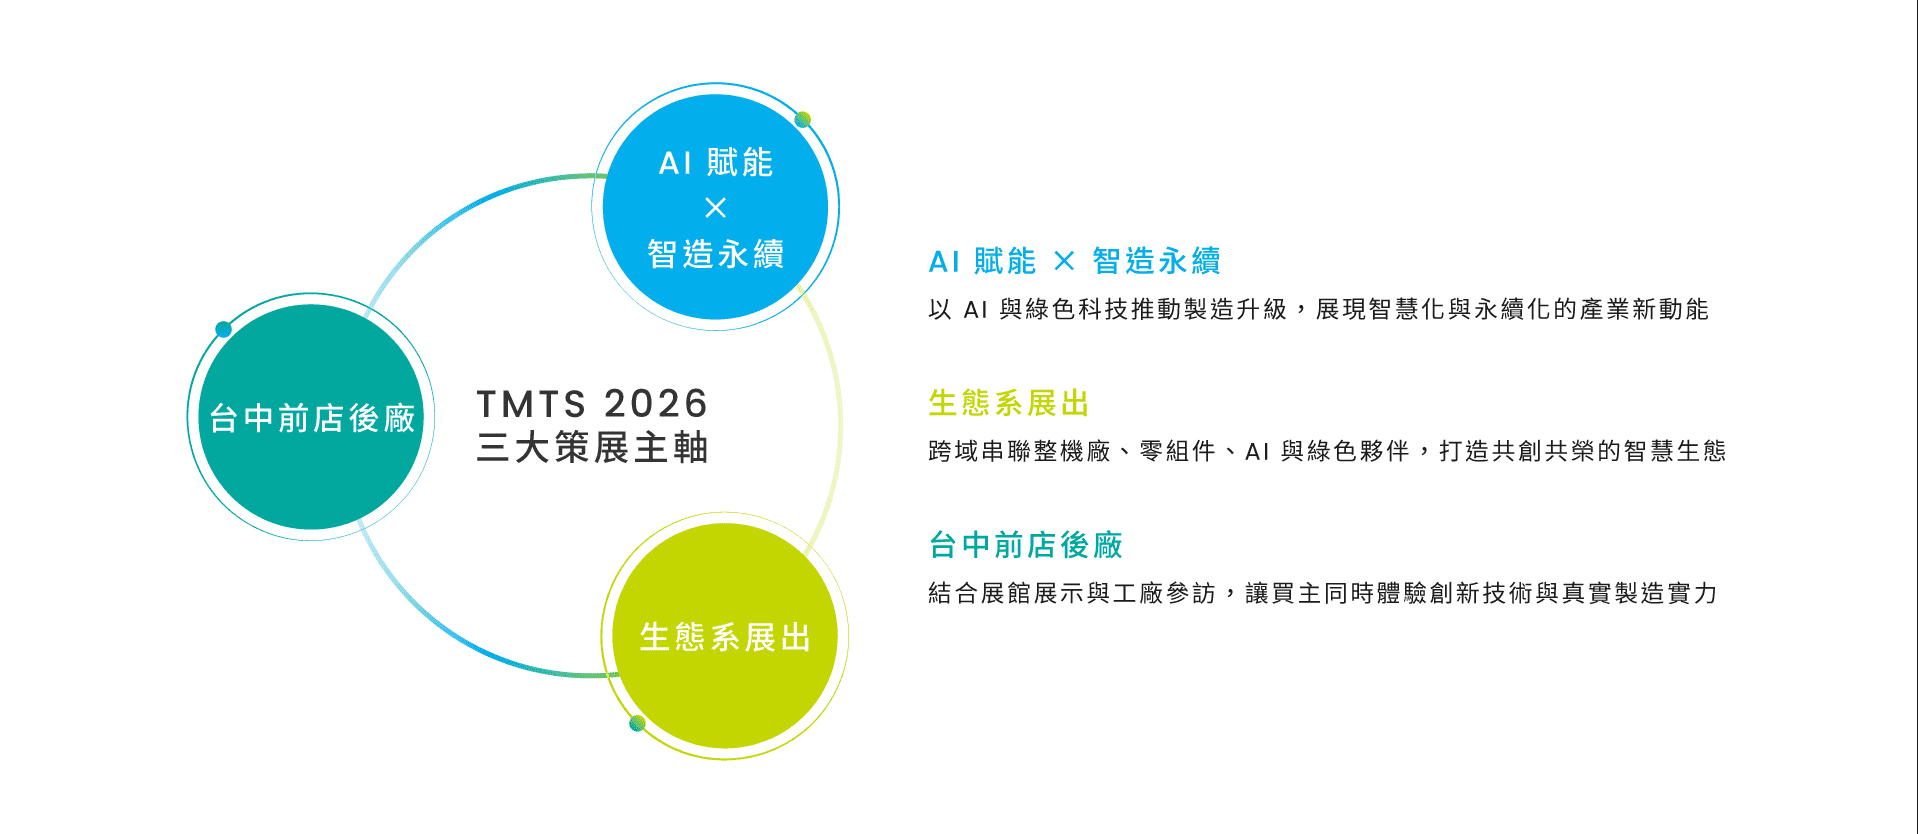 AI 賦能
×
智造永續
台中前店後廠
TMTS 2026
三大策展主軸
生態系展出
AI 賦能 × 智造永續
以 AI 與綠色科技推動製造升級，展現智慧化與永續化的產業新動能
生態系展出
跨域串聯整機廠、零組件、AI 與綠色夥伴，打造共創共榮的智慧生態
台中前店後廠
結合展館展示與工廠參訪，讓買主同時體驗創新技術與真實製造實力